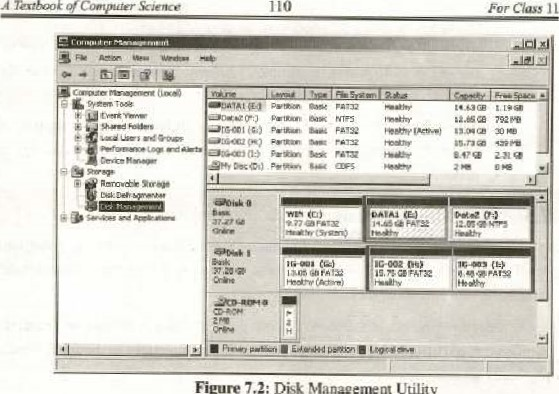 A Textbook of Computer Science 110 For Class 11
Computer Management
File Action View Window Help
Computer Management (Local)
System Tools
Event Viewer
Shared Folders
Local Users and Groups
Performance Logs and Alerts
Device Manager
Storage
Removable Storage
Disk Defragmenter
Disk Management
Services and Applications
Volume Layout Type File System Status Capacity Free Space
DATA1 (E:) Partition Basic FAT32 Healthy 14.63 GB 1.19 GB
Data2 (F:) Partition Basic NTFS Healthy 12.85 GB 792 MB
IG-001 (G:) Partition Basic FAT32 Healthy (Active) 13.04 GB 30 MB
IG-002 (H:) Partition Basic FAT32 Healthy 15.73 GB 439 MB
IG-003 (I:) Partition Basic FAT32 Healthy 8.47 GB 2.31 GB
My Disc (D:) Partition Basic CDFS Healthy 2 MB 0 MB
Disk 0
Basic
37.27 GB
Online
WIN (C:)
9.77 GB FAT32
Healthy (System)
DATA1 (E:)
14.65 GB FAT32
Healthy
Data2 (F:)
12.85 GB NTFS
Healthy
Disk 1
Basic
37.28 GB
Online
IG-001 (G:)
13.05 GB FAT32
Healthy (Active)
IG-002 (H:)
15.75 GB FAT32
Healthy
IG-003 (I:)
8.48 GB FAT32
Healthy
CD-ROM 0
CD-ROM
2 MB
Online
Primary partition Extended partition Logical drive
Figure 7.2: Disk Management Utility